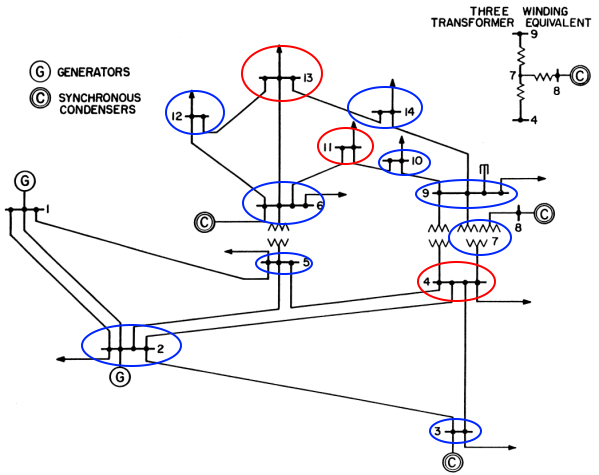 THREE WINDING
TRANSFORMER EQUIVALENT
9
7
C
8
4
G GENERATORS
C SYNCHRONOUS
CONDENSERS
13
12
14
11
10
G
1
9
6
C
C
8
7
5
4
2
G
3
C